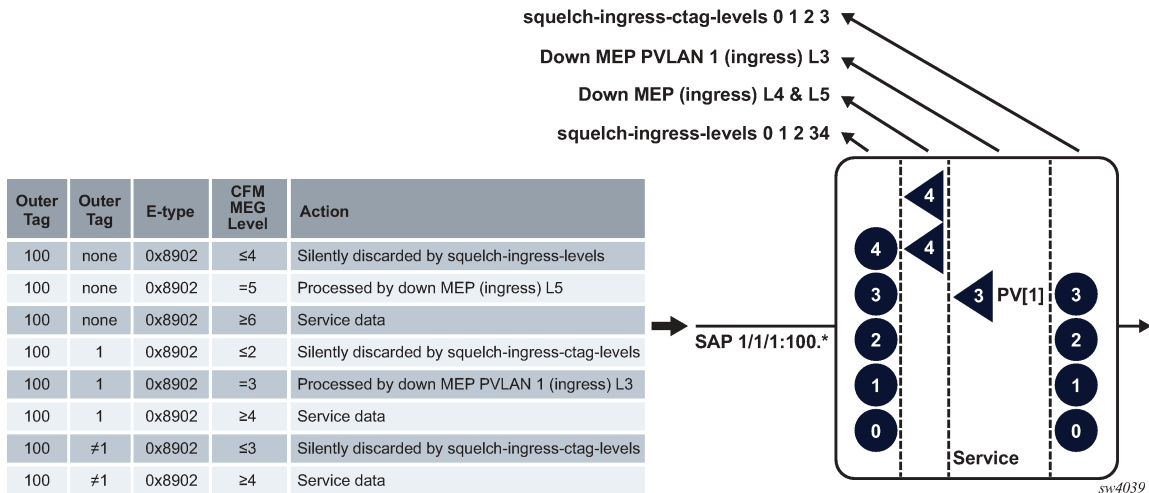 squelch-ingress-ctag-levels 0 1 2 3
Down MEP PVLAN 1 (ingress) L3
Down MEP (ingress) L4 & L5
squelch-ingress-levels 0 1 2 34
Outer Tag Outer Tag E-type CFM MEG Level Action
100 none 0x8902 ≤4 Silently discarded by squelch-ingress-levels
100 none 0x8902 =5 Processed by down MEP (ingress) L5
100 none 0x8902 ≥6 Service data
100 1 0x8902 ≤2 Silently discarded by squelch-ingress-ctag-levels
100 1 0x8902 =3 Processed by down MEP PVLAN 1 (ingress) L3
100 1 0x8902 ≥4 Service data
100 ≠1 0x8902 ≤3 Silently discarded by squelch-ingress-ctag-levels
100 ≠1 0x8902 ≥4 Service data
SAP 1/1/1:100.*
4
4 4
3 3 PV[1] 3
2 2
1 1
0 0
Service
sw4039